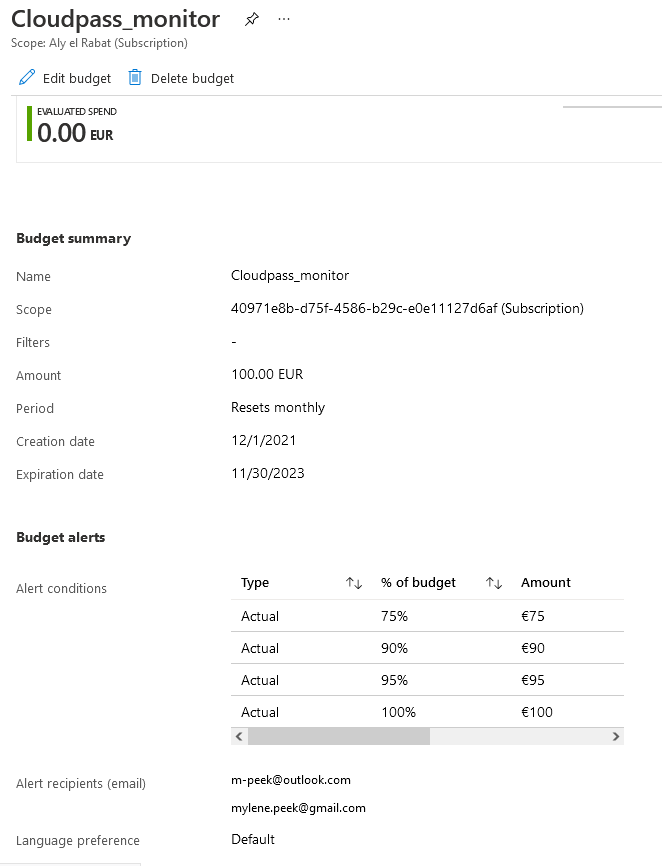 Cloudpass_monitor ...
Scope: Aly el Rabat (Subscription)
Edit budget Delete budget
EVALUATED SPEND
0.00 EUR
Budget summary
Name Cloudpass_monitor
Scope 40971e8b-d75f-4586-b29c-e0e11127d6af (Subscription)
Filters -
Amount 100.00 EUR
Period Resets monthly
Creation date 12/1/2021
Expiration date 11/30/2023
Budget alerts
Alert conditions
Type ↑↓ % of budget ↑↓ Amount
Actual 75% €75
Actual 90% €90
Actual 95% €95
Actual 100% €100
Alert recipients (email) m-peek@outlook.com
mylene.peek@gmail.com
Language preference Default